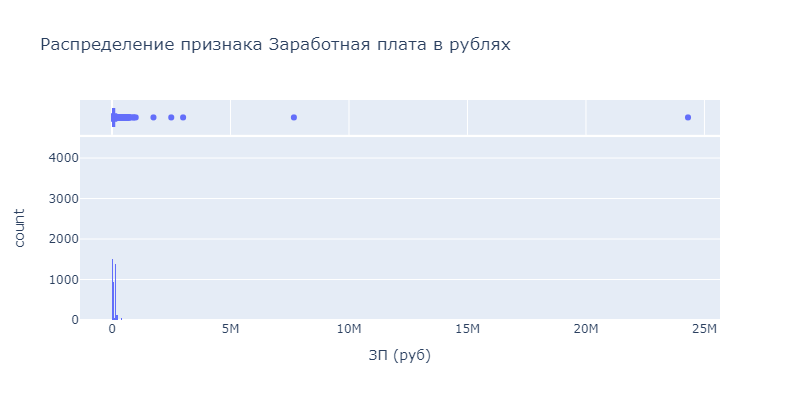 Распределение признака Заработная плата в рублях
4000
3000
2000
1000
0
count
0 5M 10M 15M 20M 25M
ЗП (руб)